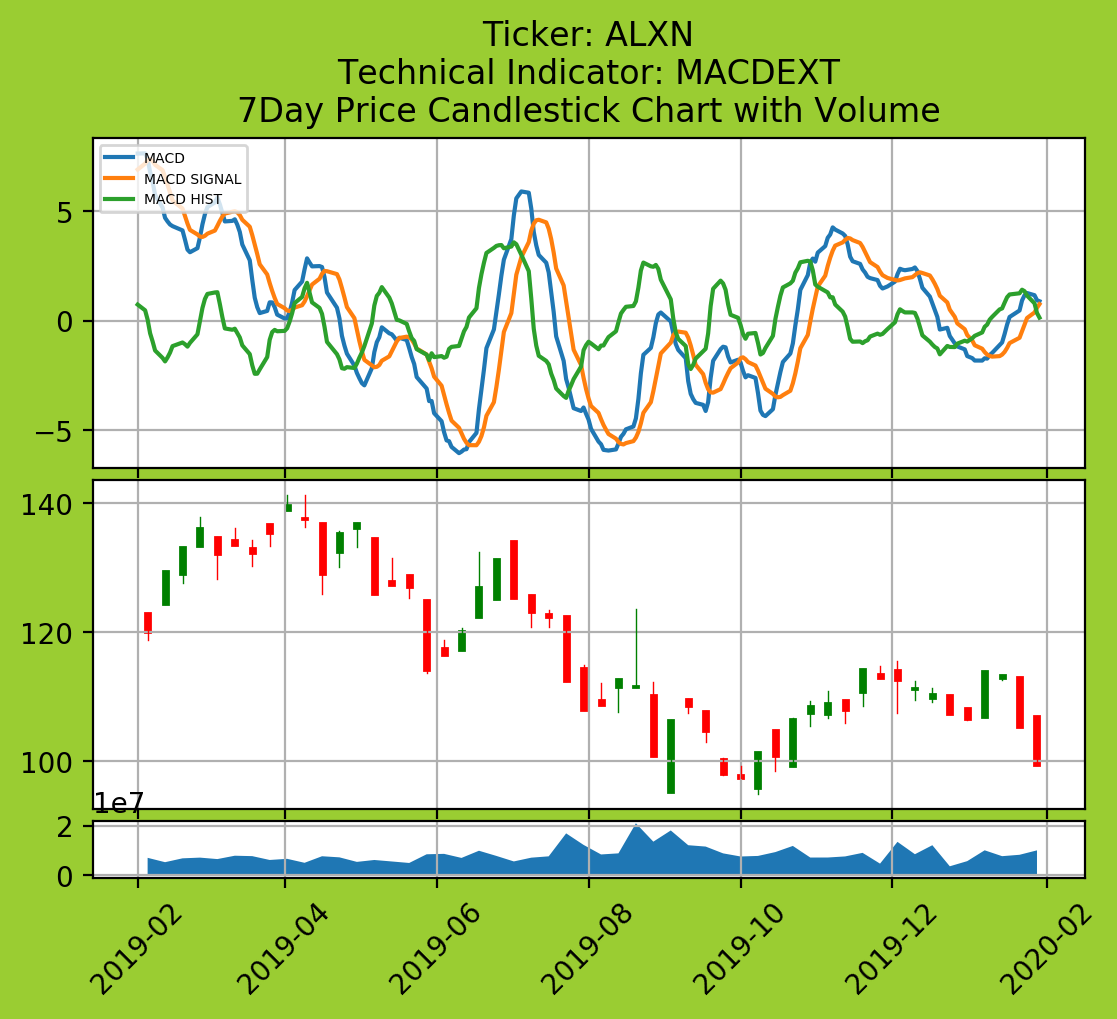 Ticker: ALXN
Technical Indicator: MACDEXT
7Day Price Candlestick Chart with Volume
MACD
MACD SIGNAL
MACD HIST
5
0
−5
140
120
100
1e7
2
0
2019-02
2019-04
2019-06
2019-08
2019-10
2019-12
2020-02